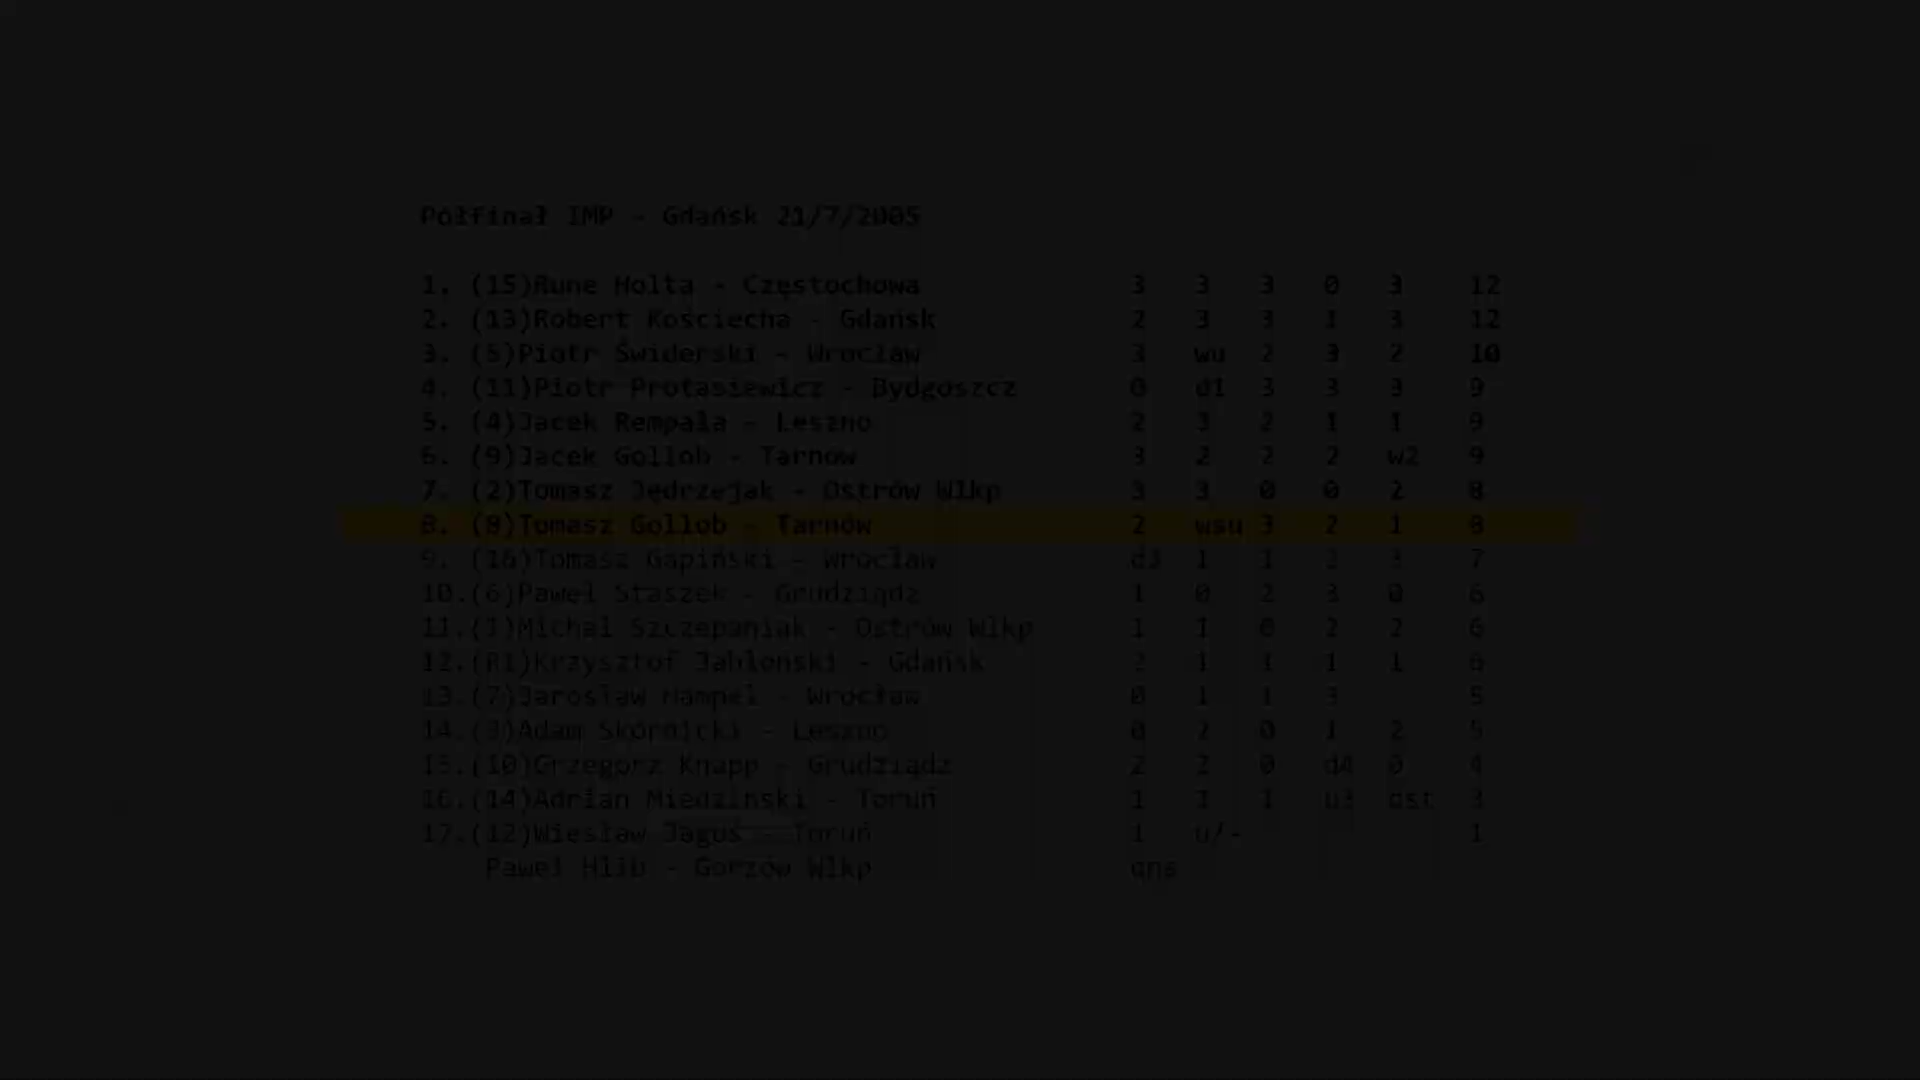 Półfinał IMP - Gdańsk 21/7/2005
1. (15)Rune Holta - Częstochowa 3 3 3 0 3 12
2. (13)Robert Kościecha - Gdańsk 2 3 3 1 3 12
3. (5)Piotr Świderski - Wrocław 3 wu 2 3 2 10
4. (11)Piotr Protasiewicz - Bydgoszcz 0 d1 3 3 3 9
5. (4)Jacek Rempała - Leszno 2 3 2 1 1 9
6. (9)Jacek Gollob - Tarnów 3 2 2 2 w2 9
7. (2)Tomasz Jędrzejak - Ostrów Wlkp 3 3 0 0 2 8
8. (8)Tomasz Gollob - Tarnów 2 wsu 3 2 1 8
9. (16)Tomasz Gapiński - Wrocław d3 1 1 2 3 7
10.(6)Paweł Staszek - Grudziądz 1 0 2 3 0 6
11.(1)Michał Szczepaniak - Ostrów Wlkp 1 1 0 2 2 6
12.(R1)Krzysztof Jabłoński - Gdańsk 2 1 1 1 1 6
13.(7)Jarosław Hampel - Wrocław 0 1 1 3 5
14.(3)Adam Skórnicki - Leszno 0 2 0 1 2 5
15.(10)Grzegorz Knapp - Grudziądz 2 2 0 d4 0 4
16.(14)Adrian Miedziński - Toruń 1 1 1 u3 dst 3
17.(12)Wiesław Jaguś - Toruń 1 u/- 1
Paweł Hlib - Gorzów Wlkp ns